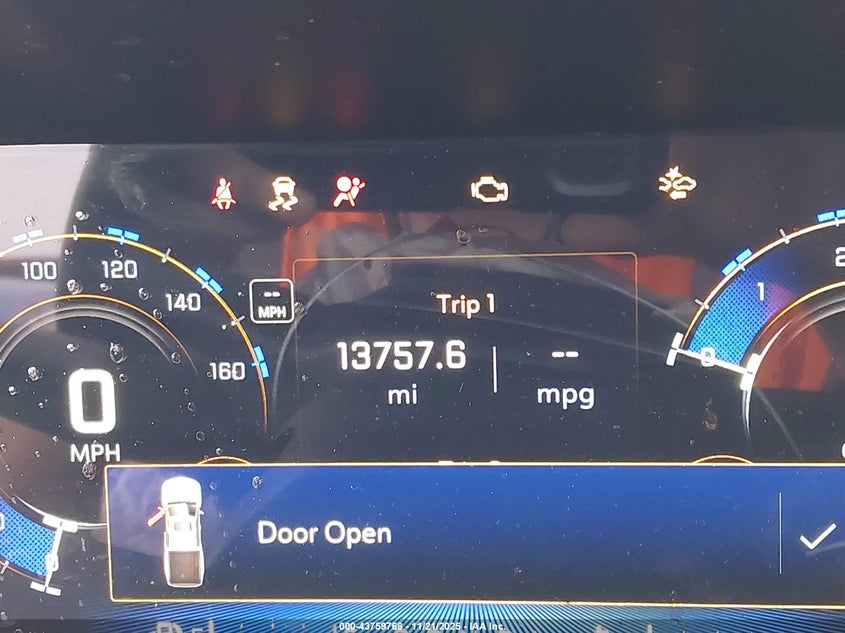 100 120
140
160
-- MPH
Trip 1
13757.6
mi
--
mpg
0
MPH
1
2
0
Door Open
000-43759768 - 11/21/2025 - IAA Inc.